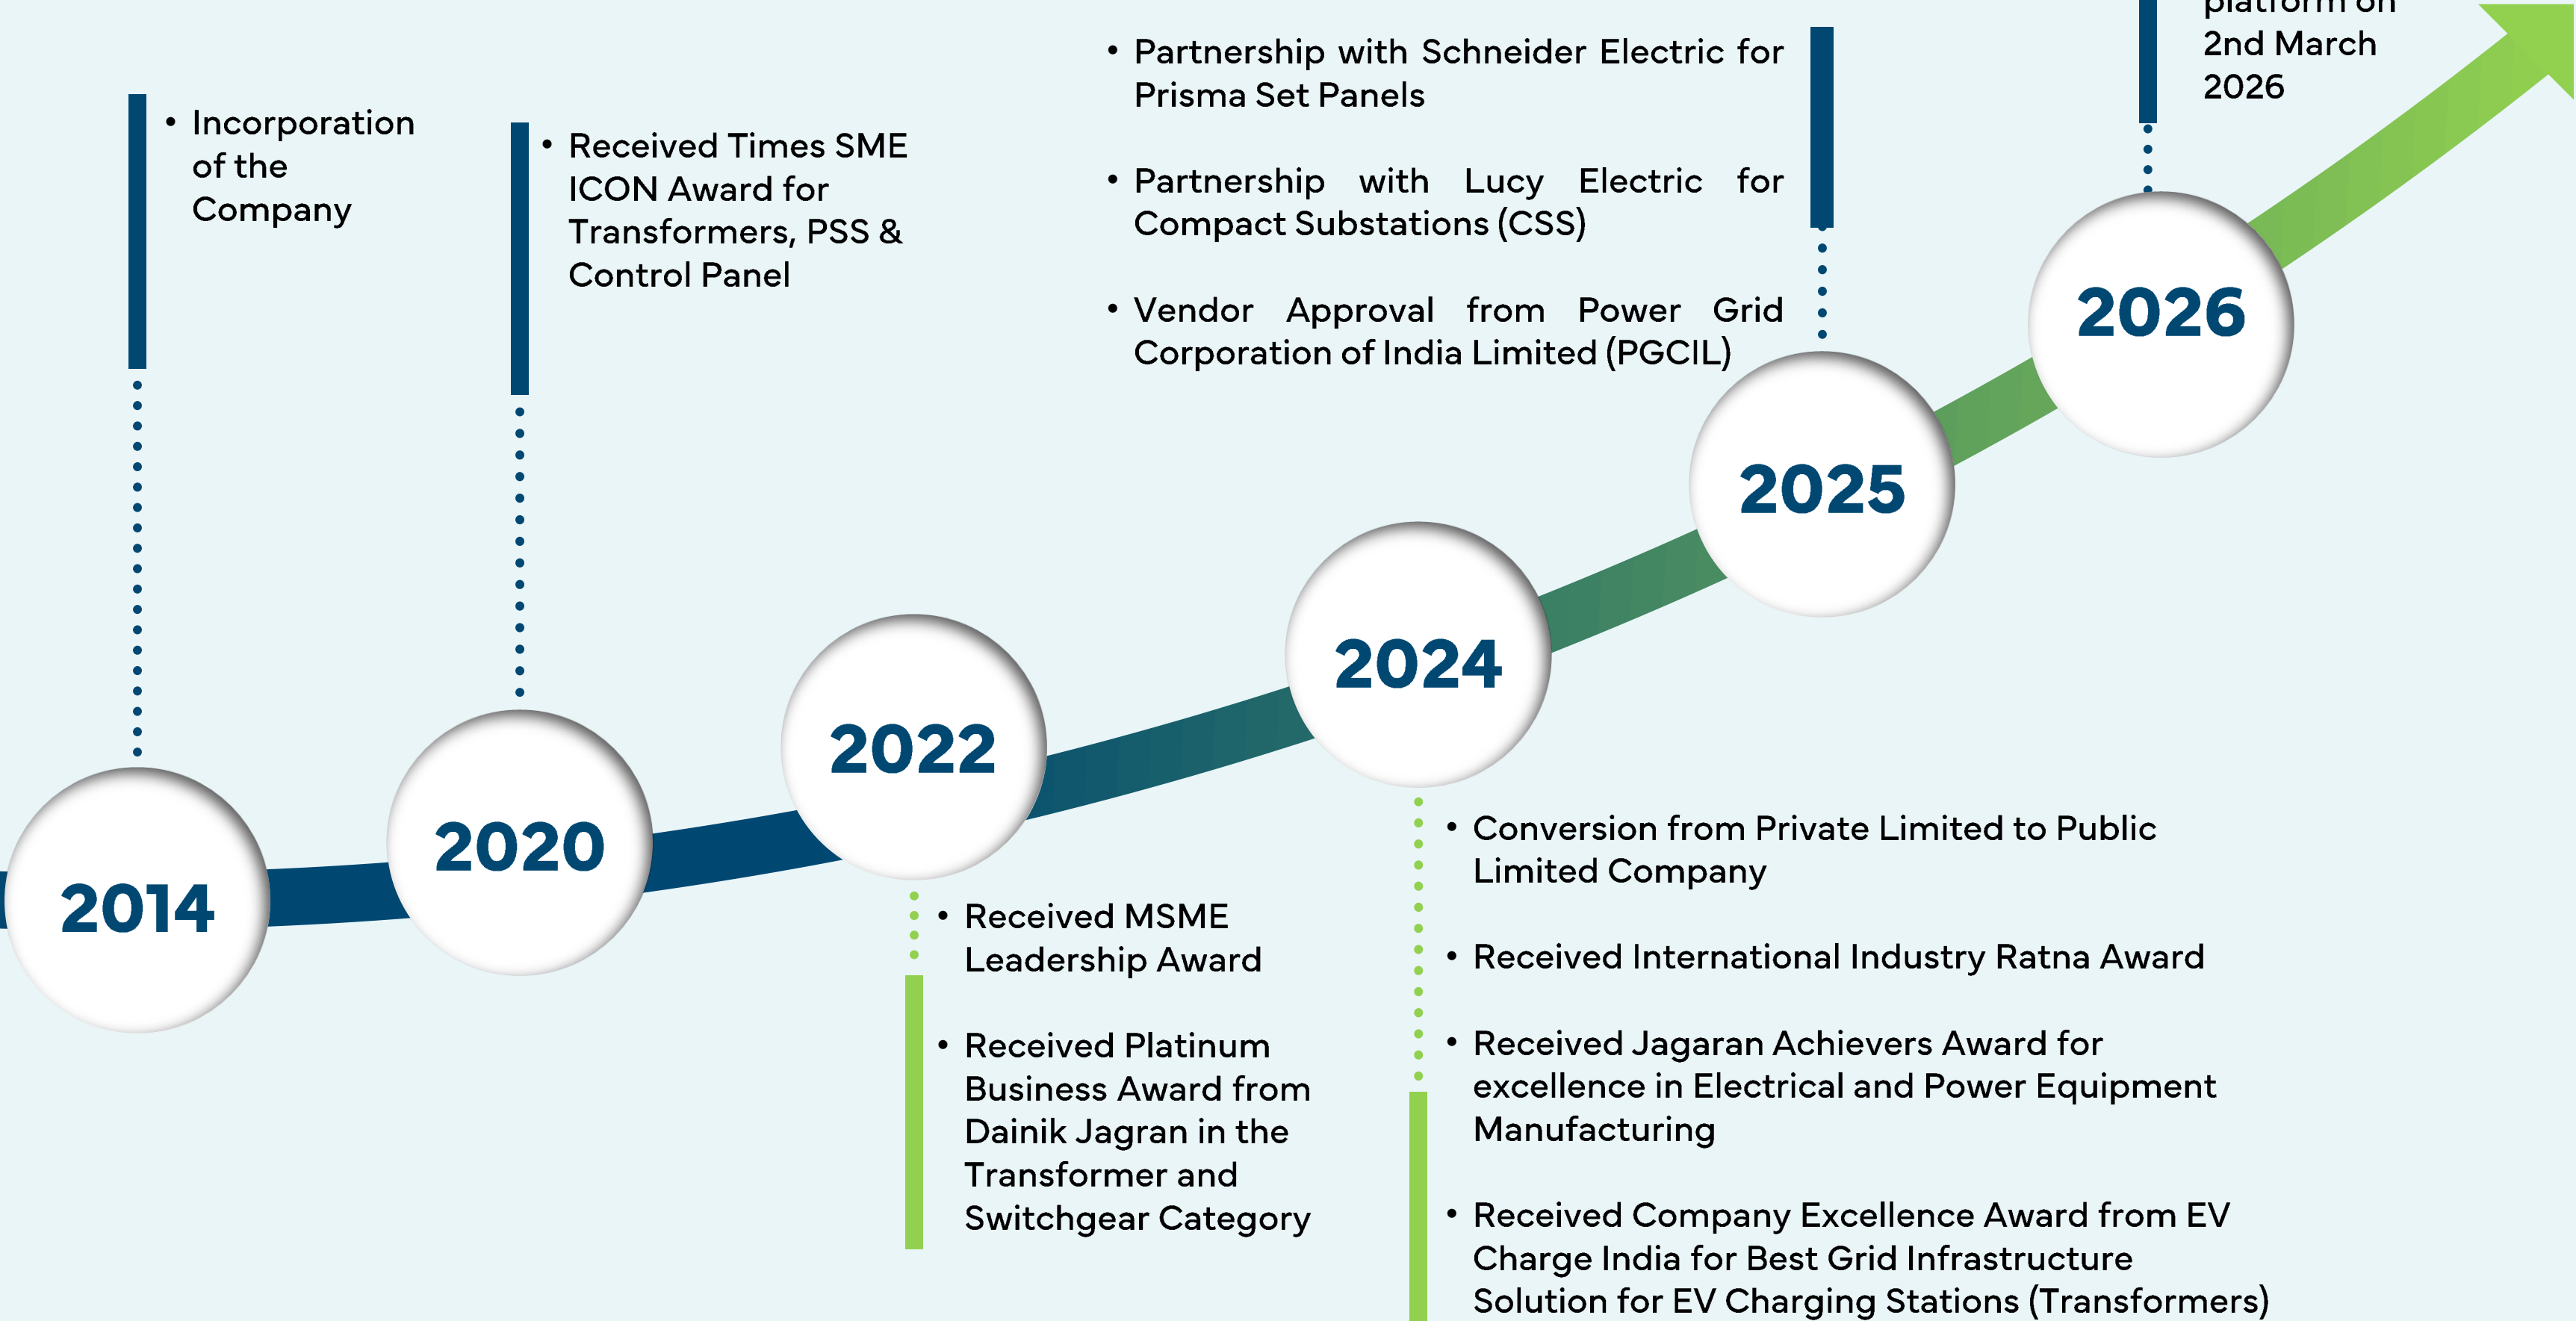 • Incorporation
of the
Company
2014
• Received Times SME
ICON Award for
Transformers, PSS &
Control Panel
2020
• Received MSME
Leadership Award
• Received Platinum
Business Award from
Dainik Jagran in the
Transformer and
Switchgear Category
2022
• Conversion from Private Limited to Public
Limited Company
• Received International Industry Ratna Award
• Received Jagaran Achievers Award for
excellence in Electrical and Power Equipment
Manufacturing
• Received Company Excellence Award from EV
Charge India for Best Grid Infrastructure
Solution for EV Charging Stations (Transformers)
2024
• Partnership with Schneider Electric for
Prisma Set Panels
• Partnership with Lucy Electric for
Compact Substations (CSS)
• Vendor Approval from Power Grid
Corporation of India Limited (PGCIL)
2025
platform on
2nd March
2026
2026